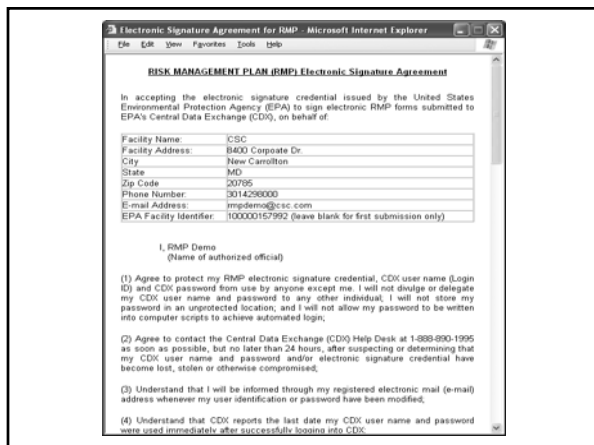 Electronic Signature Agreement for RMP - Microsoft Internet Explorer
File Edit View Favorites Tools Help
RISK MANAGEMENT PLAN (RMP) Electronic Signature Agreement
In accepting the electronic signature credential issued by the United States
Environmental Protection Agency (EPA) to sign electronic RMP forms submitted to
EPA's Central Data Exchange (CDX), on behalf of:
Facility Name: CSC
Facility Address: 8400 Corpoate Dr.
City New Carrollton
State MD
Zip Code 20785
Phone Number: 3014298000
E-mail Address: rmpdemo@csc.com
EPA Facility Identifier: 100000157992 (leave blank for first submission only)
I, RMP Demo
(Name of authorized official)
(1) Agree to protect my RMP electronic signature credential, CDX user name (Login
ID) and CDX password from use by anyone except me. I will not divulge or delegate
my CDX user name and password to any other individual; I will not store my
password in an unprotected location; and I will not allow my password to be written
into computer scripts to achieve automated login;
(2) Agree to contact the Central Data Exchange (CDX) Help Desk at 1-888-890-1995
as soon as possible, but no later than 24 hours, after suspecting or determining that
my CDX user name and password and/or electronic signature credential have
become lost, stolen or otherwise compromised;
(3) Understand that I will be informed through my registered electronic mail (e-mail)
address whenever my user identification or password have been modified;
(4) Understand that CDX reports the last date my CDX user name and password
were used immediately after successfully logging into CDX;